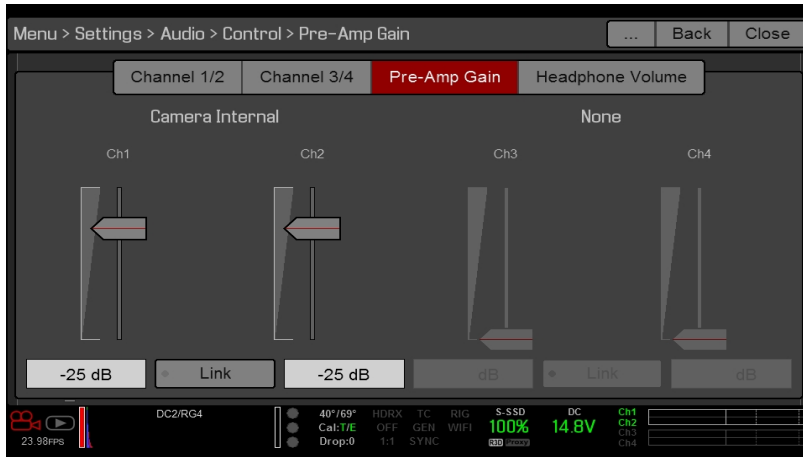 Menu > Settings > Audio > Control > Pre-Amp Gain ... Back Close
Channel 1/2 Channel 3/4 Pre-Amp Gain Headphone Volume
Camera Internal None
Ch1 Ch2 Ch3 Ch4
-25 dB Link -25 dB dB Link dB
DC2/RG4 40°/69° HDRX TC RIG S-SSD DC Ch1
Cal:T/E OFF GEN WIFI 100% 14.8V Ch2
23.98FPS Drop:0 1:1 SYNC R3D Proxy Ch3
Ch4